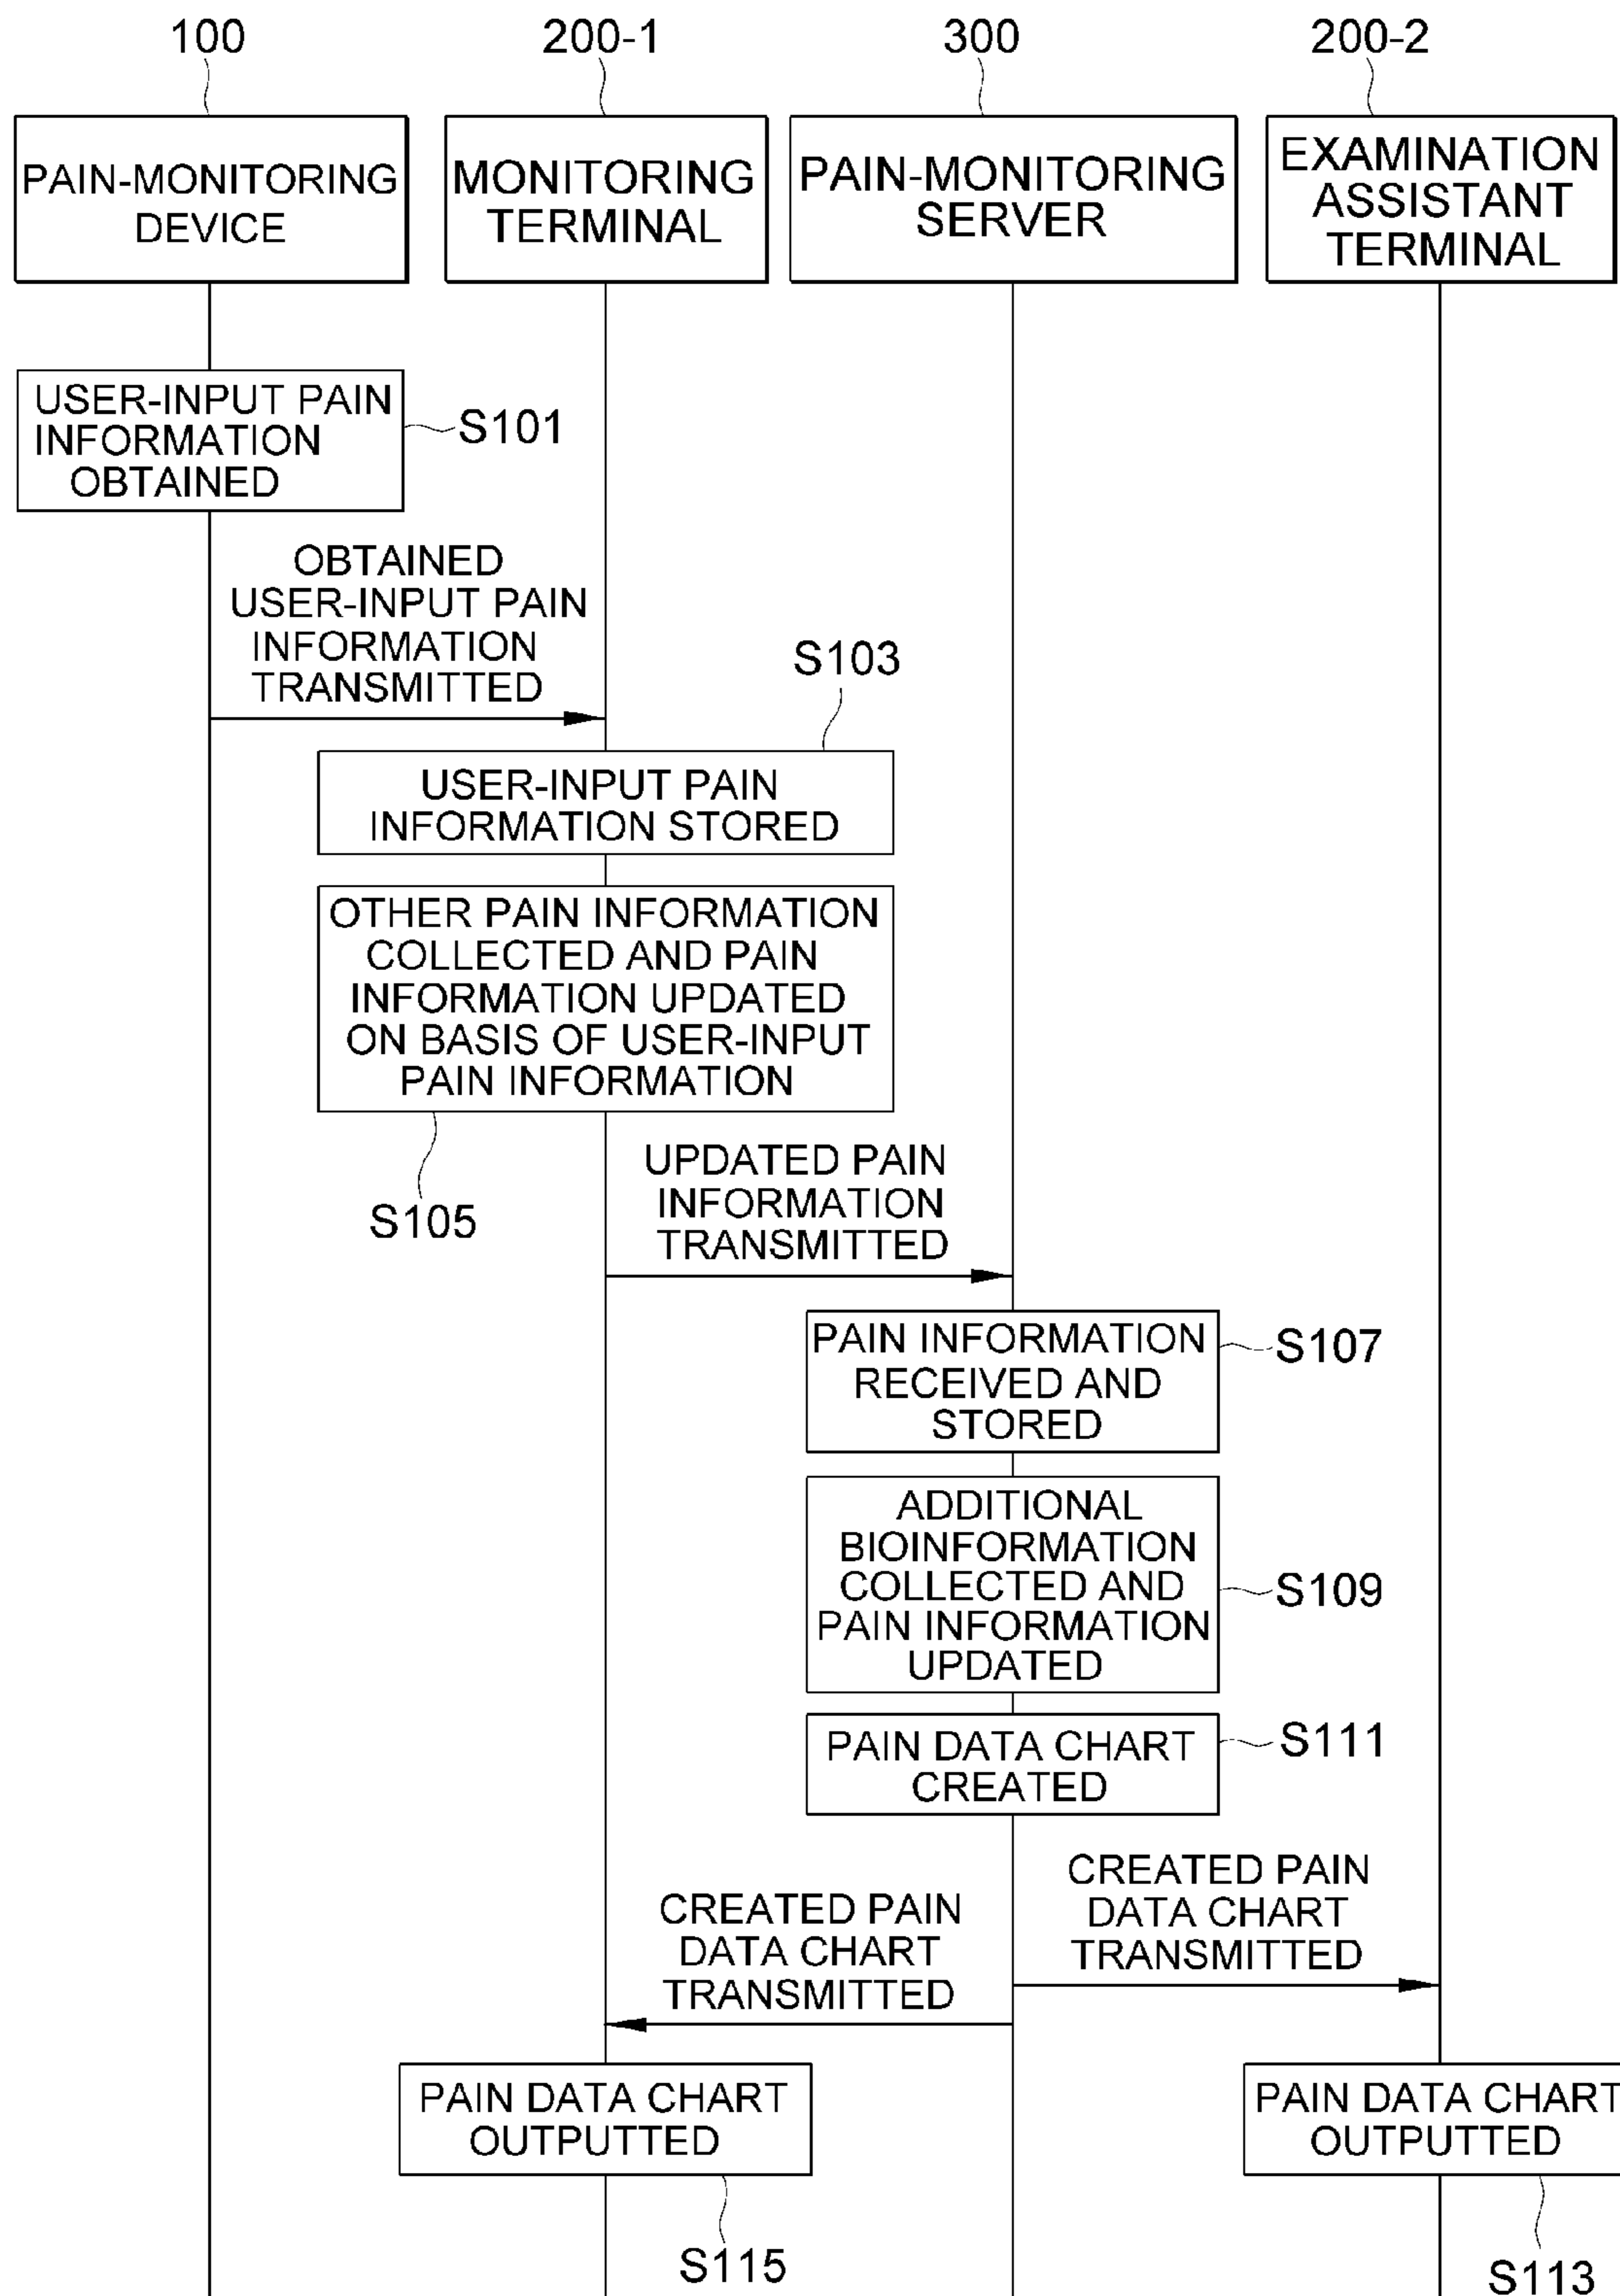 100
200-1
300
200-2
PAIN-MONITORING
DEVICE
MONITORING
TERMINAL
PAIN-MONITORING
SERVER
EXAMINATION
ASSISTANT
TERMINAL
USER-INPUT PAIN
INFORMATION
OBTAINED
S101
OBTAINED
USER-INPUT PAIN
INFORMATION
TRANSMITTED
S103
USER-INPUT PAIN
INFORMATION STORED
OTHER PAIN INFORMATION
COLLECTED AND PAIN
INFORMATION UPDATED
ON BASIS OF USER-INPUT
PAIN INFORMATION
S105
UPDATED PAIN
INFORMATION
TRANSMITTED
PAIN INFORMATION
RECEIVED AND
STORED
S107
ADDITIONAL
BIOINFORMATION
COLLECTED AND
PAIN INFORMATION
UPDATED
S109
PAIN DATA CHART
CREATED
S111
CREATED PAIN
DATA CHART
TRANSMITTED
CREATED PAIN
DATA CHART
TRANSMITTED
PAIN DATA CHART
OUTPUTTED
S115
PAIN DATA CHART
OUTPUTTED
S113